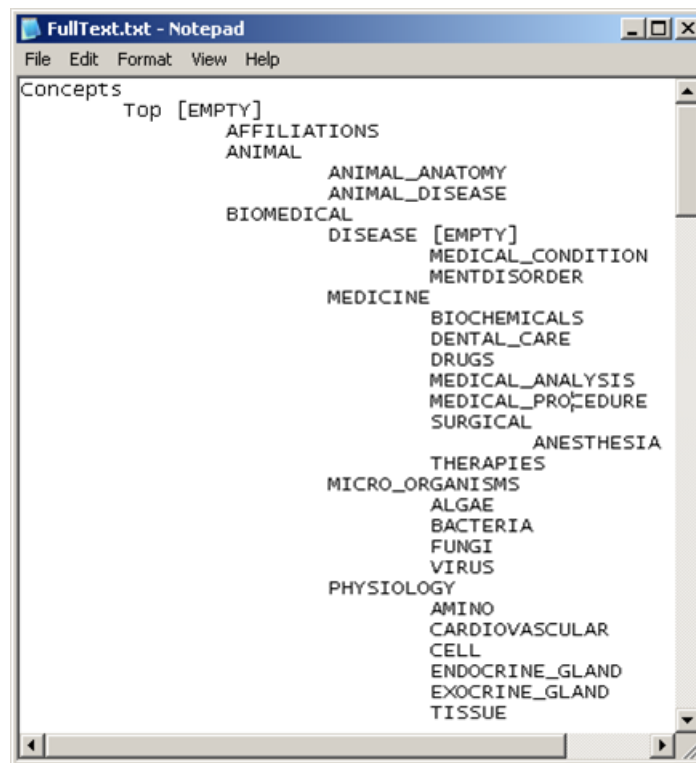 FullText.txt - Notepad
File Edit Format View Help
Concepts
Top [EMPTY]
AFFILIATIONS
ANIMAL
ANIMAL_ANATOMY
ANIMAL_DISEASE
BIOMEDICAL
DISEASE [EMPTY]
MEDICAL_CONDITION
MENTDISORDER
MEDICINE
BIOCHEMICALS
DENTAL_CARE
DRUGS
MEDICAL_ANALYSIS
MEDICAL_PROCEDURE
SURGICAL
ANESTHESIA
THERAPIES
MICRO_ORGANISMS
ALGAE
BACTERIA
FUNGI
VIRUS
PHYSIOLOGY
AMINO
CARDIOVASCULAR
CELL
ENDOCRINE_GLAND
EXOCRINE_GLAND
TISSUE